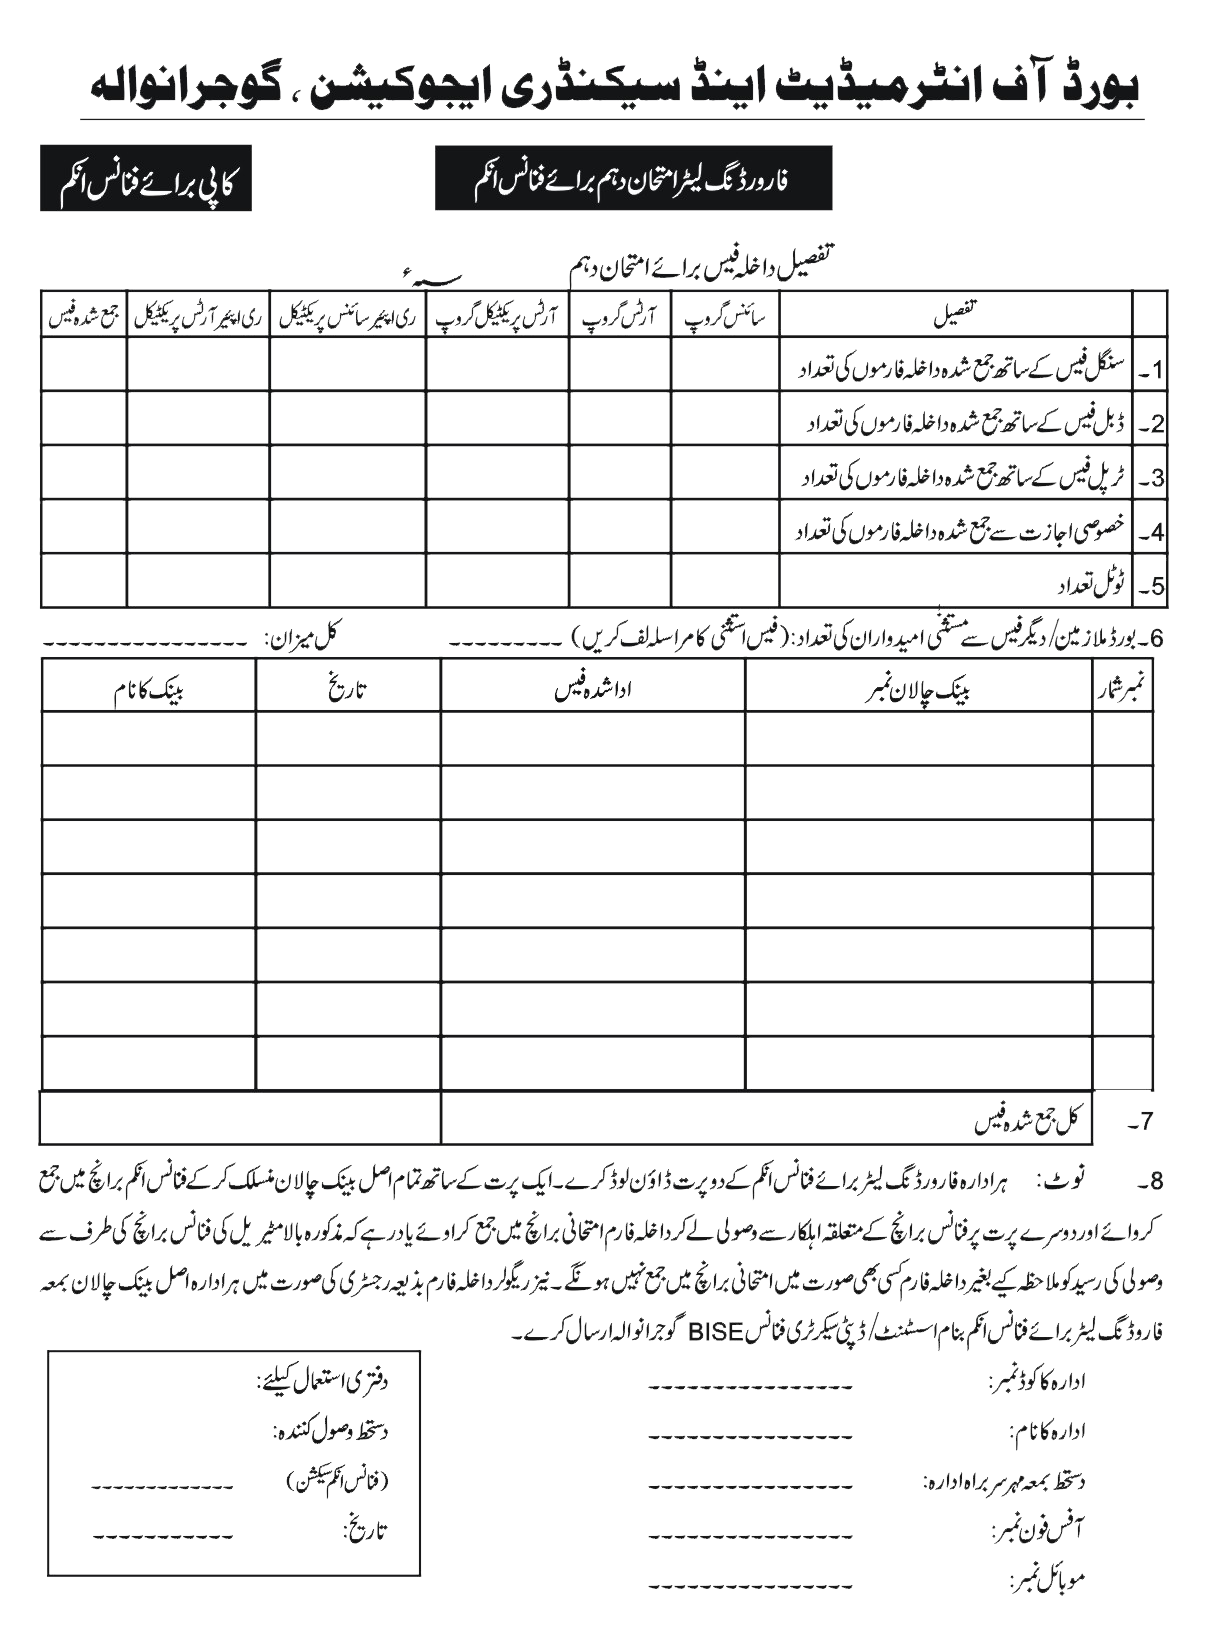 بورڈ آف انٹرمیڈیٹ اینڈ سیکنڈری ایجوکیشن ، گوجرانوالہ
فارورڈنگ لیٹر امتحان دہم برائے فنانس انکم
کاپی برائے فنانس انکم
تفصیل داخلہ فیس برائے امتحان دہم ؁ء
تفصیل سائنس گروپ آرٹس گروپ آرٹس پریکٹیکل گروپ ری اپئیر سائنس پریکٹیکل ری اپئیر آرٹس پریکٹیکل جمع شدہ فیس
1۔ سنگل فیس کے ساتھ جمع شدہ داخلہ فارموں کی تعداد
2۔ ڈبل فیس کے ساتھ جمع شدہ داخلہ فارموں کی تعداد
3۔ ٹرپل فیس کے ساتھ جمع شدہ داخلہ فارموں کی تعداد
4۔ خصوصی اجازت سے جمع شدہ داخلہ فارموں کی تعداد
5۔ ٹوٹل تعداد
6۔ بورڈ ملازمین/دیگر فیس سے مستثنیٰ امیدواران کی تعداد: (فیس استثنیٰ کا مراسلہ لف کریں) --------- کل میزان: ----------------
نمبر شمار بینک چالان نمبر ادا شدہ فیس تاریخ بینک کا نام
7۔ کل جمع شدہ فیس
8۔ نوٹ: ہر ادارہ فارورڈنگ لیٹر برائے فنانس انکم کے دو پرت ڈاؤن لوڈ کرے۔ ایک پرت کے ساتھ تمام اصل بینک چالان منسلک کر کے فنانس انکم برانچ میں جمع
کروائے اور دوسرے پرت پر فنانس برانچ کے متعلقہ اہلکار سے وصولی لے کر داخلہ فارم امتحانی برانچ میں جمع کراوئے یاد رہے کہ مذکورہ بالا مٹیریل کی فنانس برانچ کی طرف سے
وصولی کی رسید کو ملاحظہ کیے بغیر داخلہ فارم کسی بھی صورت میں امتحانی برانچ میں جمع نہیں ہونگے۔ نیز ریگولر داخلہ فارم بذیعہ رجسٹری کی صورت میں ہر ادارہ اصل بینک چالان بمعہ
فاروڈنگ لیٹر برائے فنانس انکم بنام اسسٹنٹ/ڈپٹی سیکرٹری فنانس BISE گوجرانوالہ ارسال کرے۔
ادارہ کا کوڈ نمبر: ----------------
ادارہ کا نام: ----------------
دستخط بمعہ مہر سربراہ ادارہ: ----------------
آفس فون نمبر: ----------------
موبائل نمبر: ----------------
دفتری استعمال کیلئے:
دستخط وصول کنندہ:
(فنانس انکم سیکشن) -------------
تاریخ: -----------